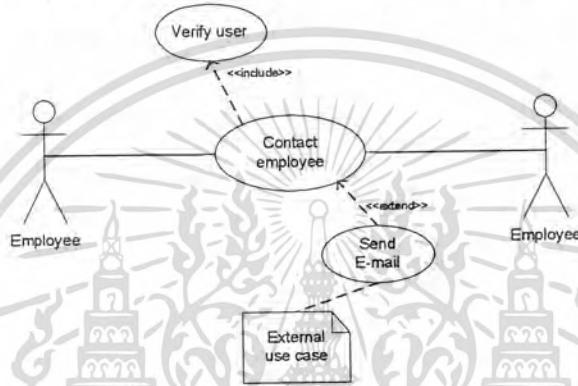 Verify user
<<include>>
Contact
employee
<<extend>>
Employee
Employee
Send
E-mail
External
use case